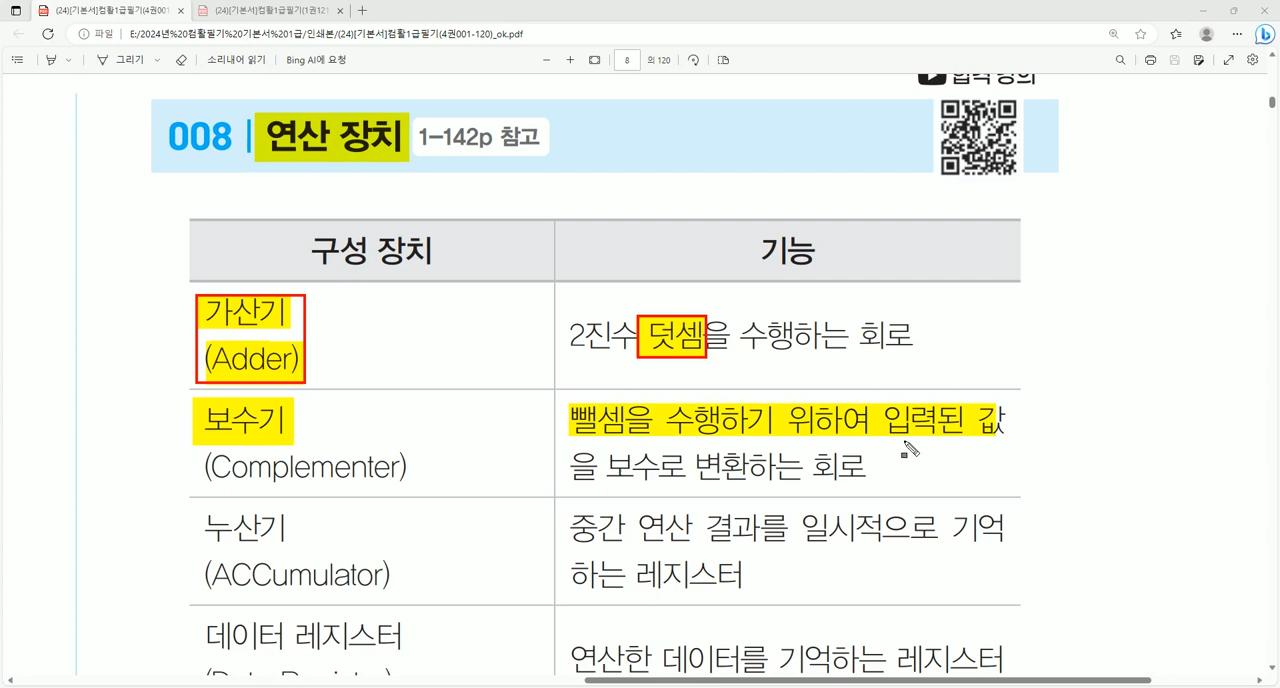 (24)[기본서]컴활1급필기(4권001
(24)[기본서]컴활1급필기(1권121
파일
E:/2024년%20컴활필기%20기본서%201급/인쇄본/(24)[기본서]컴활1급필기(4권001-120)_ok.pdf
그리기
소리내어 읽기
Bing AI에 요청
8
의 120
008
연산 장치
1-142p 참고
구성 장치
기능
가산기
(Adder)
2진수 덧셈을 수행하는 회로
보수기
(Complementer)
뺄셈을 수행하기 위하여 입력된 값
을 보수로 변환하는 회로
누산기
(ACCumulator)
중간 연산 결과를 일시적으로 기억
하는 레지스터
데이터 레지스터
연산한 데이터를 기억하는 레지스터